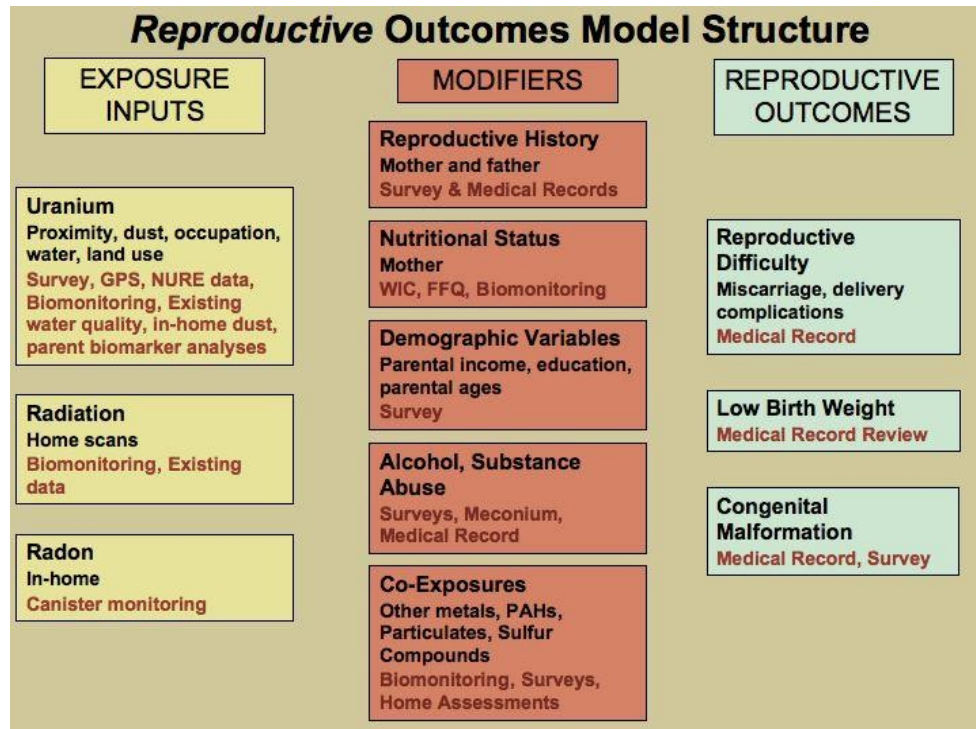 Reproductive Outcomes Model Structure
EXPOSURE
INPUTS
Uranium
Proximity, dust, occupation,
water, land use
Survey, GPS, NURE data,
Biomonitoring, Existing
water quality, in-home dust,
parent biomarker analyses
Radiation
Home scans
Biomonitoring, Existing
data
Radon
In-home
Canister monitoring
MODIFIERS
Reproductive History
Mother and father
Survey & Medical Records
Nutritional Status
Mother
WIC, FFQ, Biomonitoring
Demographic Variables
Parental income, education,
parental ages
Survey
Alcohol, Substance
Abuse
Surveys, Meconium,
Medical Record
Co-Exposures
Other metals, PAHs,
Particulates, Sulfur
Compounds
Biomonitoring, Surveys,
Home Assessments
REPRODUCTIVE
OUTCOMES
Reproductive
Difficulty
Miscarriage, delivery
complications
Medical Record
Low Birth Weight
Medical Record Review
Congenital
Malformation
Medical Record, Survey